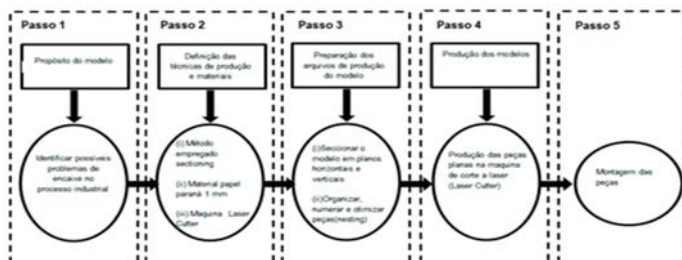 Passo 1
Passo 2
Passo 3
Passo 4
Passo 5
Propósito do modelo
Definição das
técnicas de produção
e materiais
Preparação dos
arquivos de produção
do modelo
Produção dos modelos
Identificar possíveis
problemas de
encaixe no
processo industrial
(i) Método
empregado
sectioning
(ii) Material papel
paraná 1 mm
(iii) Maquina Laser
Cutter
(i)Seccionar o
modelo em planos
horizontais e
verticais
(ii)Organizar,
numerar e otimizar
peças(nesting)
Produção das peças
planas na maquina
de corte a laser
(Laser Cutter)
Montagem das
peças